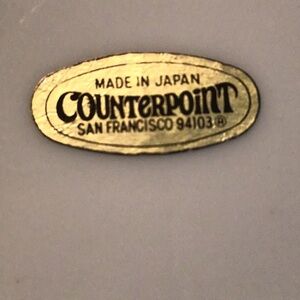 MADE IN JAPAN
COUNTERPOINT
SAN FRANCISCO 94103 ®